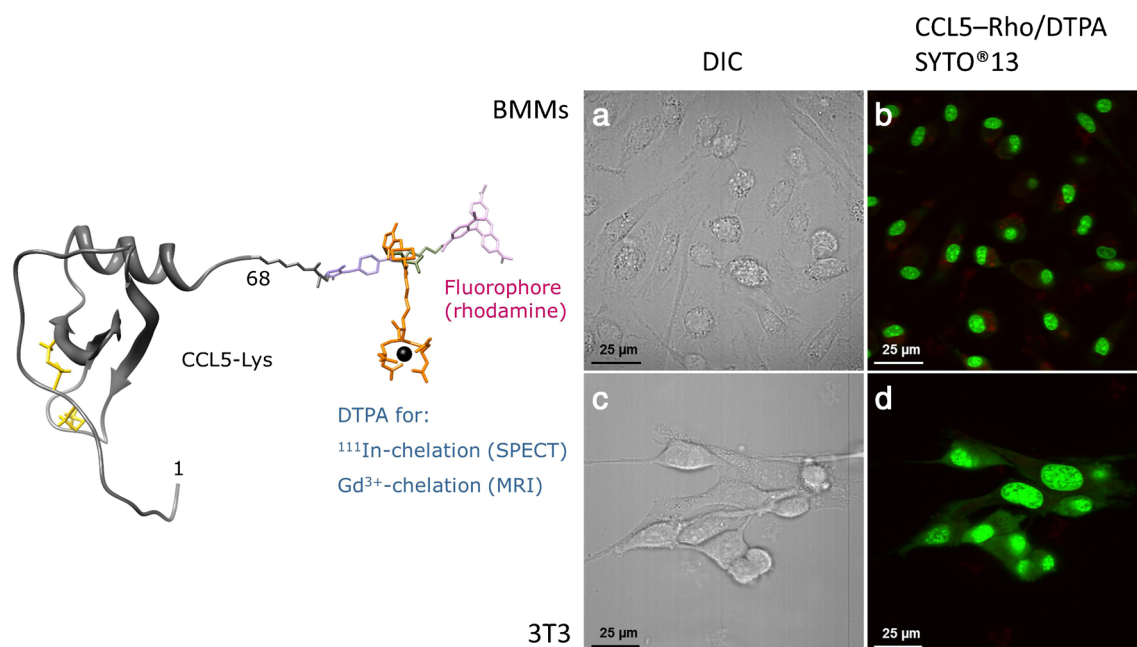 CCL5–Rho/DTPA
DIC
SYTO®13
BMMs
a
b
68
Fluorophore
(rhodamine)
CCL5-Lys
25 µm
25 µm
c
d
DTPA for:
¹¹¹In-chelation (SPECT)
1
Gd³⁺-chelation (MRI)
3T3
25 µm
25 µm